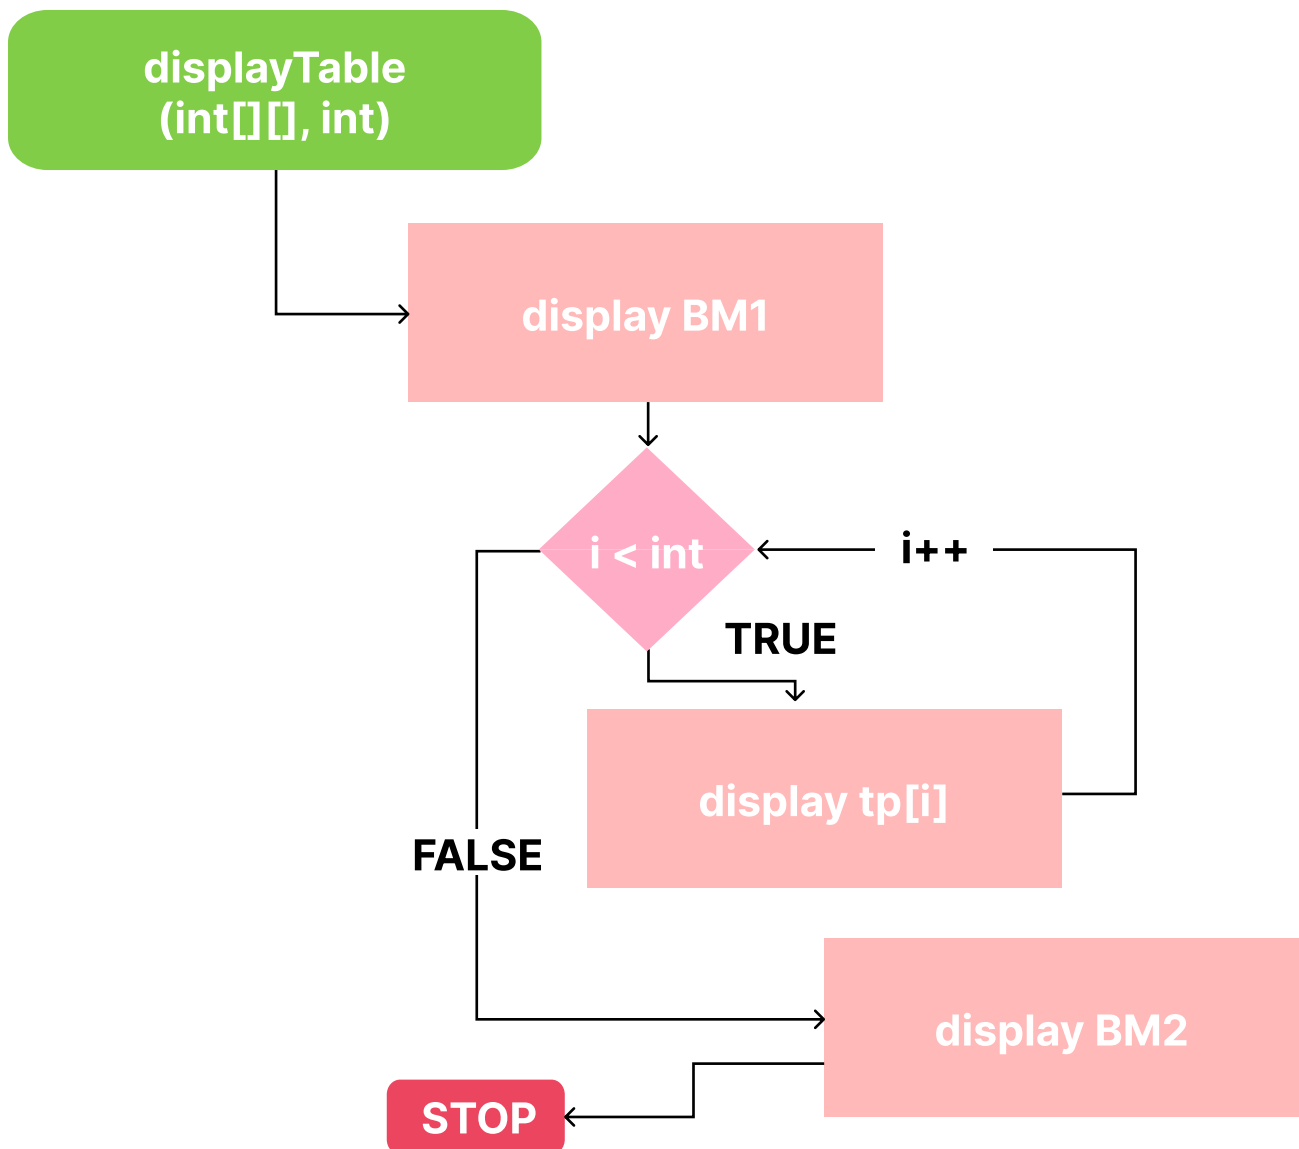 displayTable
(int[][], int)
display BM1
i < int
i++
TRUE
display tp[i]
FALSE
display BM2
STOP